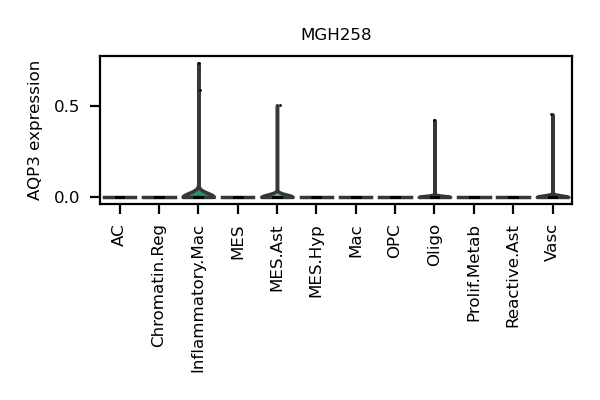 MGH258
AQP3 expression
0.5
0.0
AC
Chromatin.Reg
Inflammatory.Mac
MES
MES.Ast
MES.Hyp
Mac
OPC
Oligo
Prolif.Metab
Reactive.Ast
Vasc